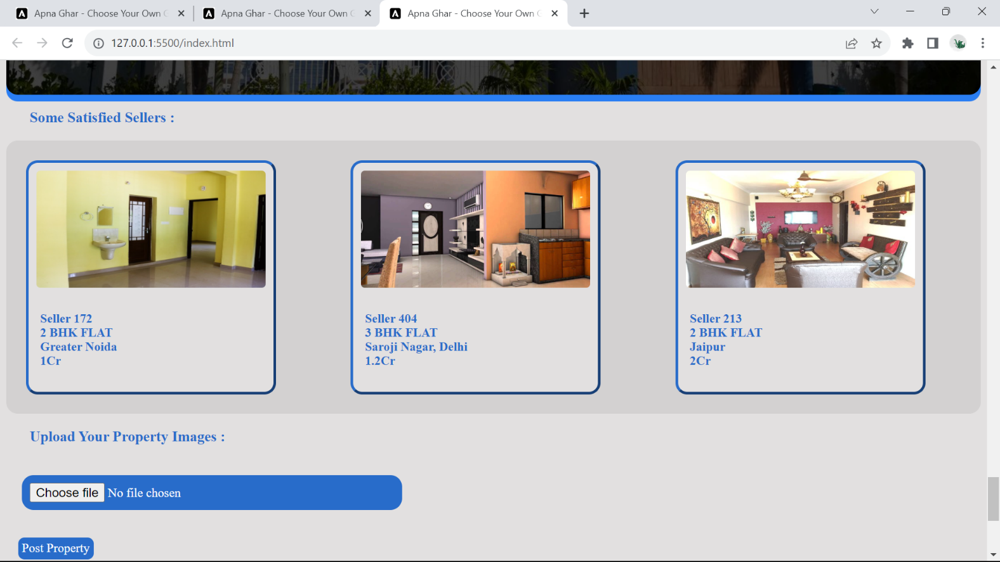 Apna Ghar - Choose Your Own
Apna Ghar - Choose Your Own
Apna Ghar - Choose Your Own
127.0.0.1:5500/index.html
Some Satisfied Sellers :
Seller 172
2 BHK FLAT
Greater Noida
1Cr
Seller 404
3 BHK FLAT
Saroji Nagar, Delhi
1.2Cr
Seller 213
2 BHK FLAT
Jaipur
2Cr
Upload Your Property Images :
Choose file No file chosen
Post Property